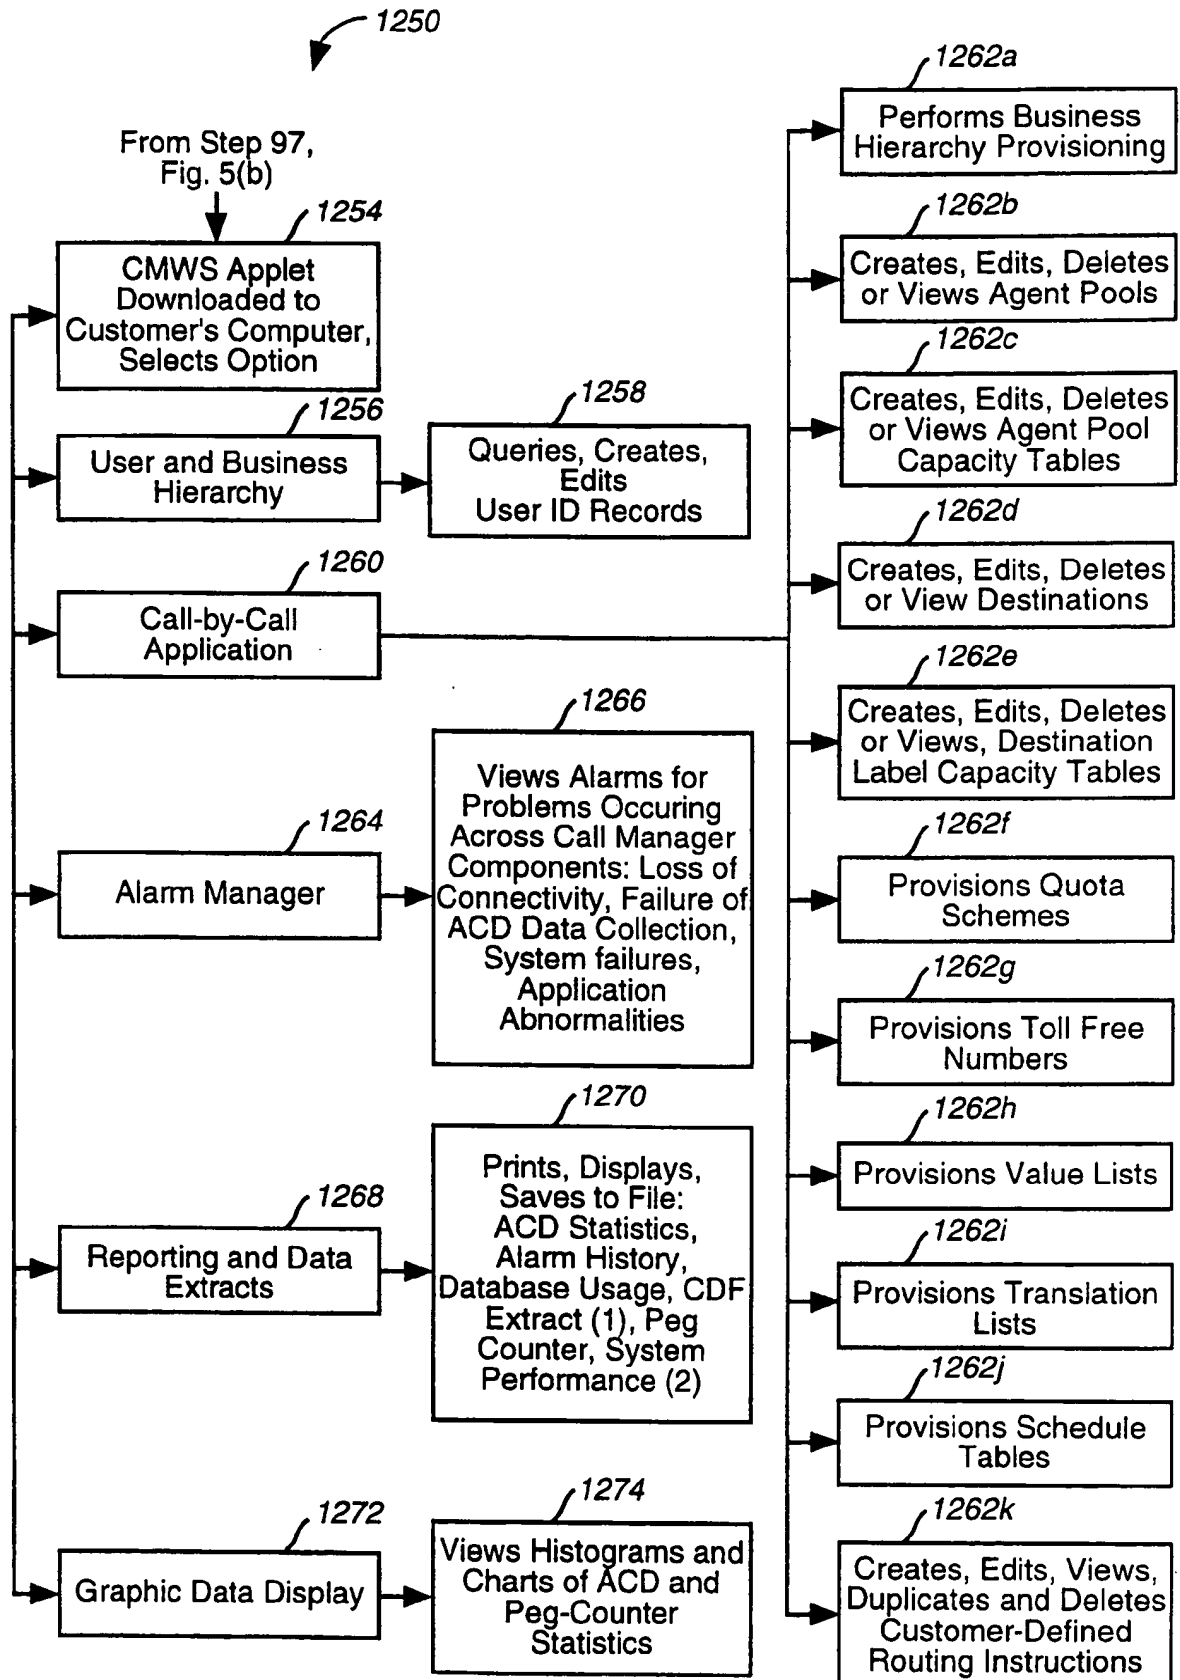 1250
From Step 97,
Fig. 5(b)
1254
CMWS Applet
Downloaded to
Customer's Computer,
Selects Option
1256
User and Business
Hierarchy
1258
Queries, Creates,
Edits
User ID Records
1260
Call-by-Call
Application
1264
Alarm Manager
1266
Views Alarms for
Problems Occuring
Across Call Manager
Components: Loss of
Connectivity, Failure of
ACD Data Collection,
System failures,
Application
Abnormalities
1268
Reporting and Data
Extracts
1270
Prints, Displays,
Saves to File:
ACD Statistics,
Alarm History,
Database Usage, CDF
Extract (1), Peg
Counter, System
Performance (2)
1272
Graphic Data Display
1274
Views Histograms and
Charts of ACD and
Peg-Counter
Statistics
1262a
Performs Business
Hierarchy Provisioning
1262b
Creates, Edits, Deletes
or Views Agent Pools
1262c
Creates, Edits, Deletes
or Views Agent Pool
Capacity Tables
1262d
Creates, Edits, Deletes
or View Destinations
1262e
Creates, Edits, Deletes
or Views, Destination
Label Capacity Tables
1262f
Provisions Quota
Schemes
1262g
Provisions Toll Free
Numbers
1262h
Provisions Value Lists
1262i
Provisions Translation
Lists
1262j
Provisions Schedule
Tables
1262k
Creates, Edits, Views,
Duplicates and Deletes
Customer-Defined
Routing Instructions